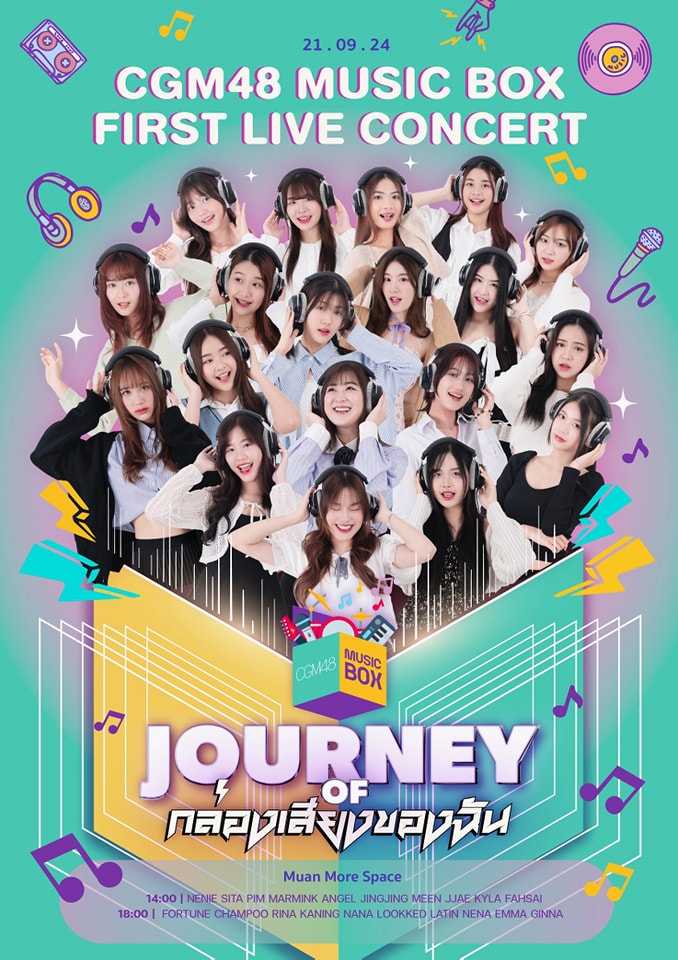 21.09.24
CGM48 MUSIC BOX
FIRST LIVE CONCERT
MUSIC
CGM48
MUSIC
BOX
JOURNEY
OF
กล่องเสียงของฉัน
Muan More Space
14:00 | NENIE SITA PIM MARMINK ANGEL JINGJING MEEN JJAE KYLA FAHSAI
18:00 | FORTUNE CHAMPOO RINA KANING NANA LOOKKED LATIN NENA EMMA GINNA